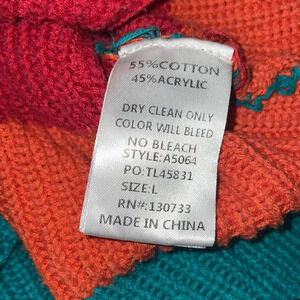 55%COTTON
45%ACRYLIC
DRY CLEAN ONLY
COLOR WILL BLEED
NO BLEACH
STYLE:A5064
PO:TL45831
SIZE:L
RN#:130733
MADE IN CHINA